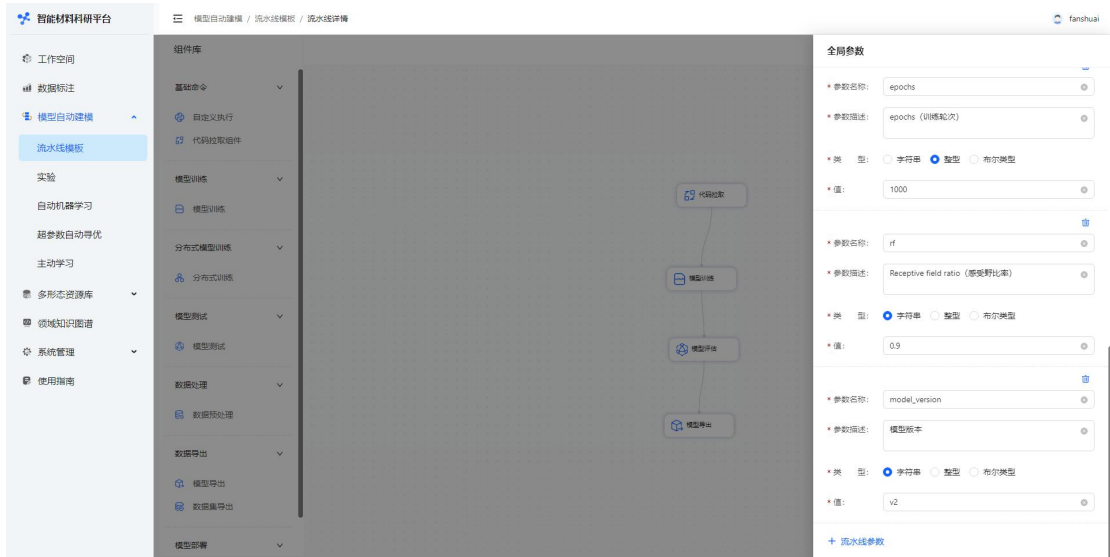 智能材料科研平台
模型自动建模 / 流水线模板 / 流水线详情
fanshuai
工作空间
数据标注
模型自动建模
流水线模板
实验
自动机器学习
超参数自动寻优
主动学习
多形态资源库
领域知识图谱
系统管理
使用指南
组件库
基础命令
自定义执行
代码拉取组件
模型训练
模型训练
分布式模型训练
分布式训练
模型测试
模型测试
数据处理
数据预处理
数据导出
模型导出
数据集导出
模型部署
代码拉取
模型训练
模型评估
模型导出
全局参数
* 参数名称: epochs
* 参数描述: epochs（训练轮次）
* 类 型: 字符串 整型 布尔类型
* 值: 1000
* 参数名称: rf
* 参数描述: Receptive field ratio（感受野比率）
* 类 型: 字符串 整型 布尔类型
* 值: 0.9
* 参数名称: model_version
* 参数描述: 模型版本
* 类 型: 字符串 整型 布尔类型
* 值: v2
+ 流水线参数